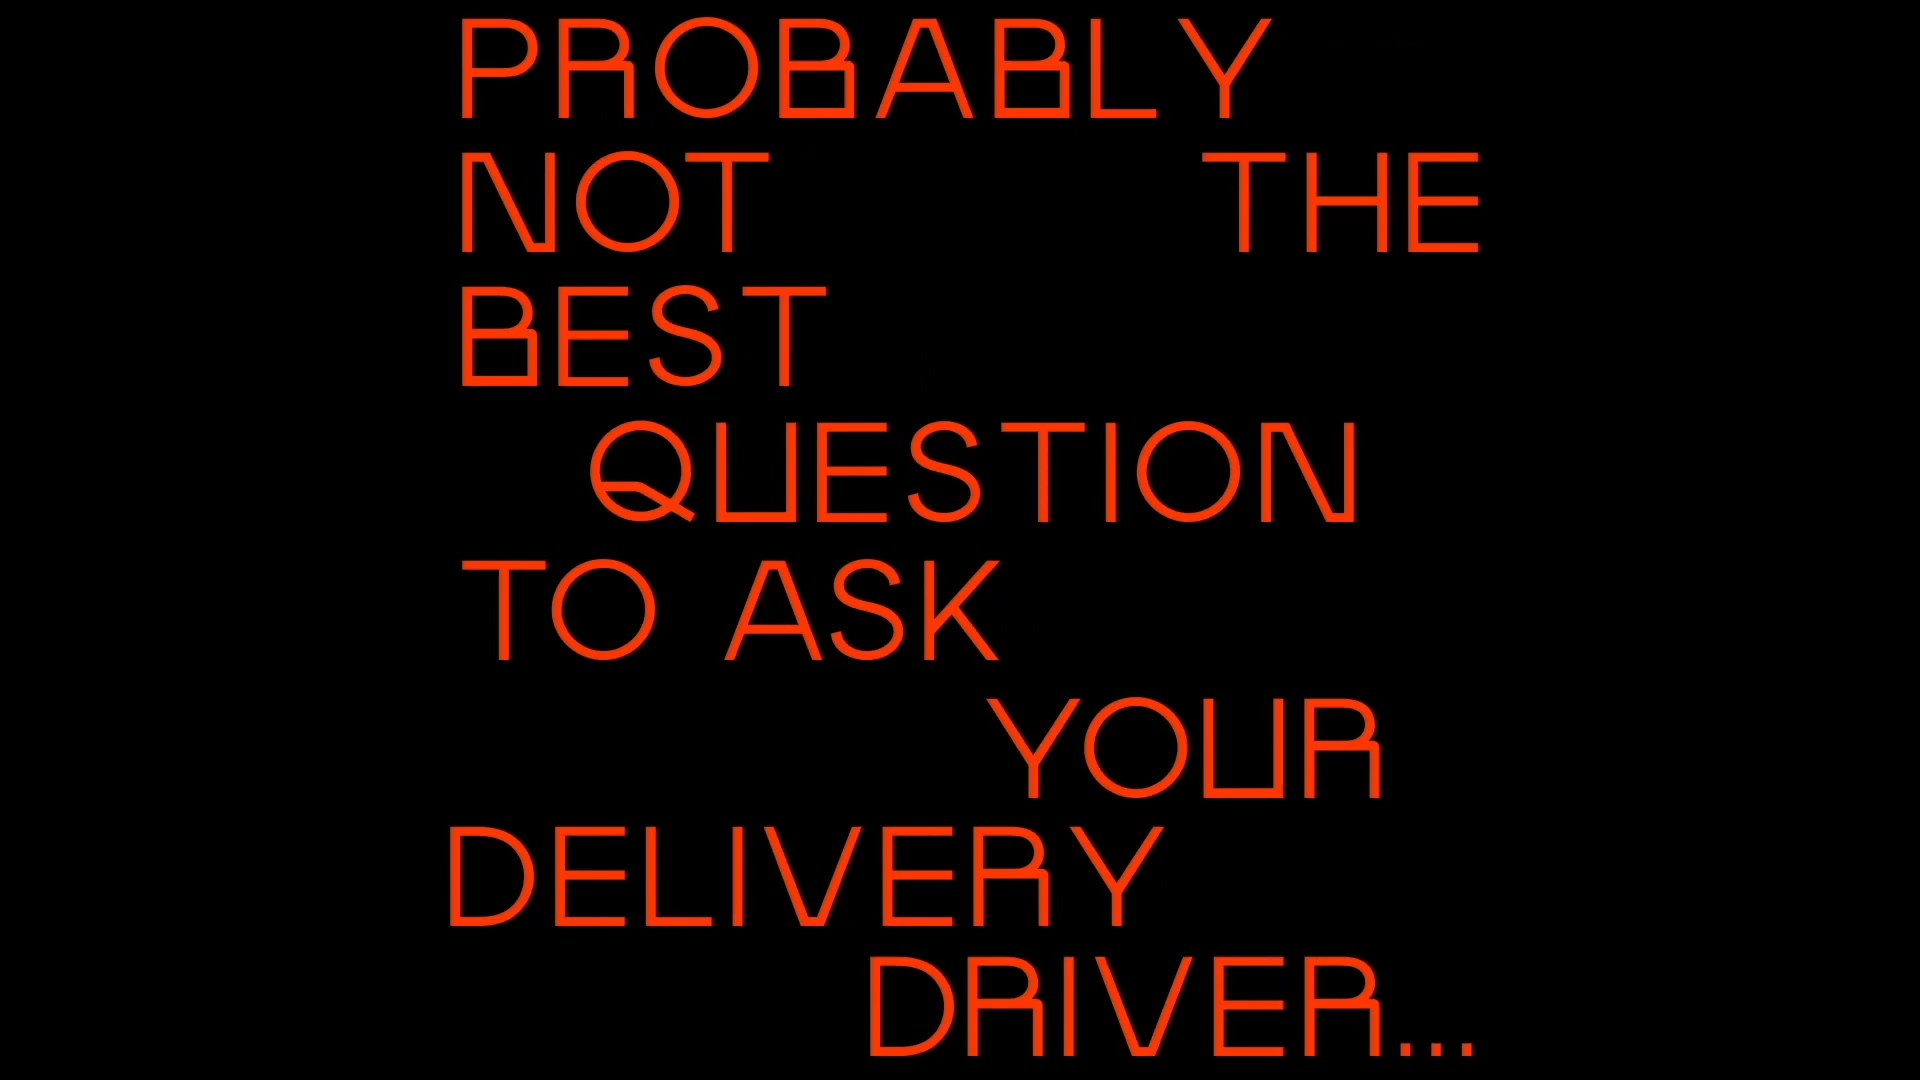 PROBABLY
NOT THE
BEST
QUESTION
TO ASK
YOUR
DELIVERY
DRIVER...